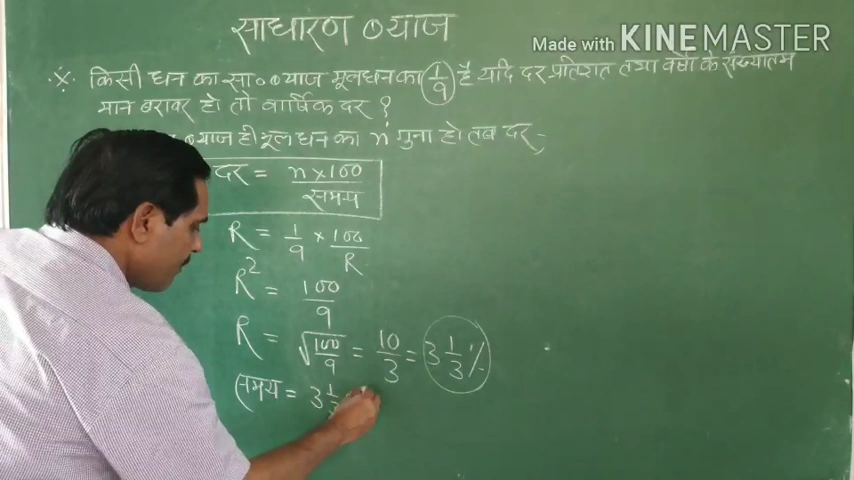 साधारण ब्याज
Made with KINEMASTER
किसी धन का सा० ब्याज मूलधन का 1/9 है यदि दर प्रतिशत तथा वर्षो के संख्यात्मक
मान बराबर हो तो वार्षिक दर ?
ब्याज ही मूलधन का n गुना हो तब दर,
दर = n×100/समय
R = 1/9 × 100/R
R² = 100/9
R = √100/9 = 10/3 = 3 1/3 %
समय = 3 1/3